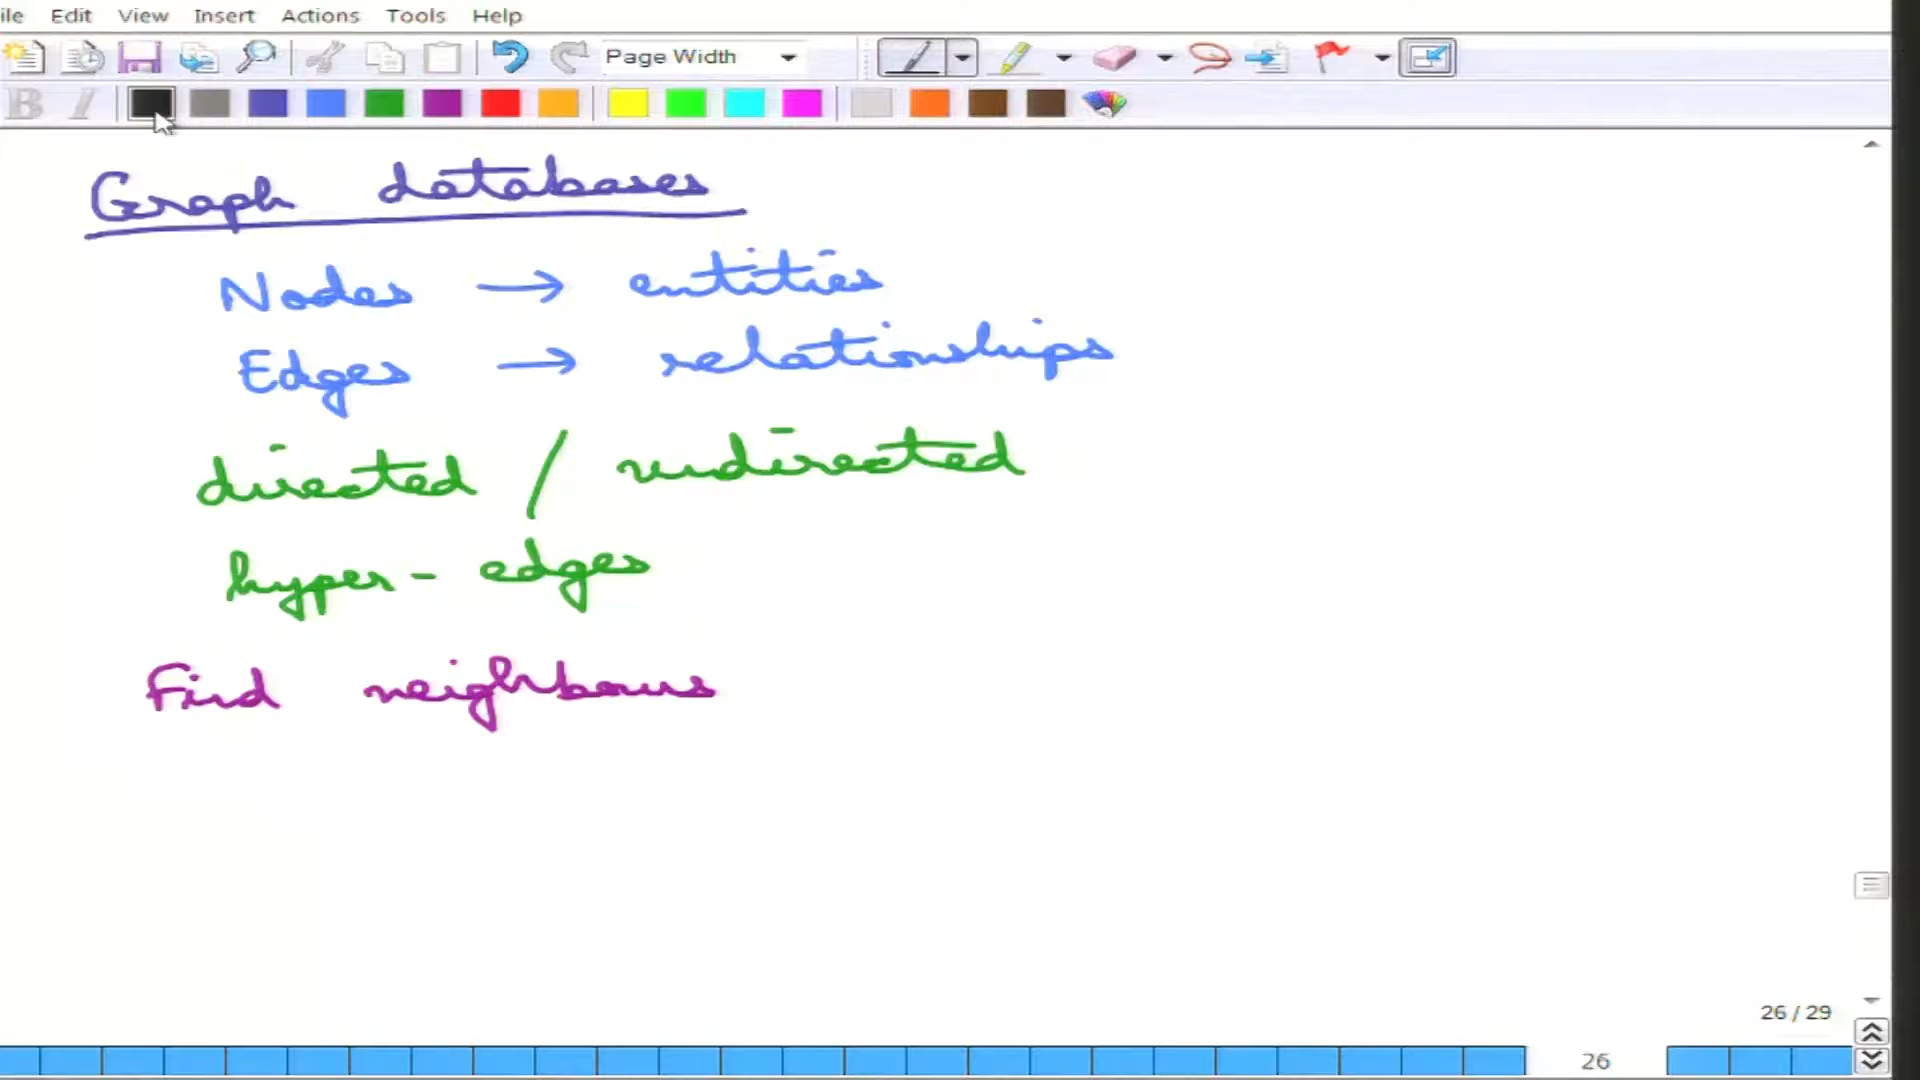 ile Edit View Insert Actions Tools Help
Page Width
B I
Graph databases
Nodes → entities
Edges → relationships
directed / undirected
hyper - edges
Find neighbours
26 / 29
26